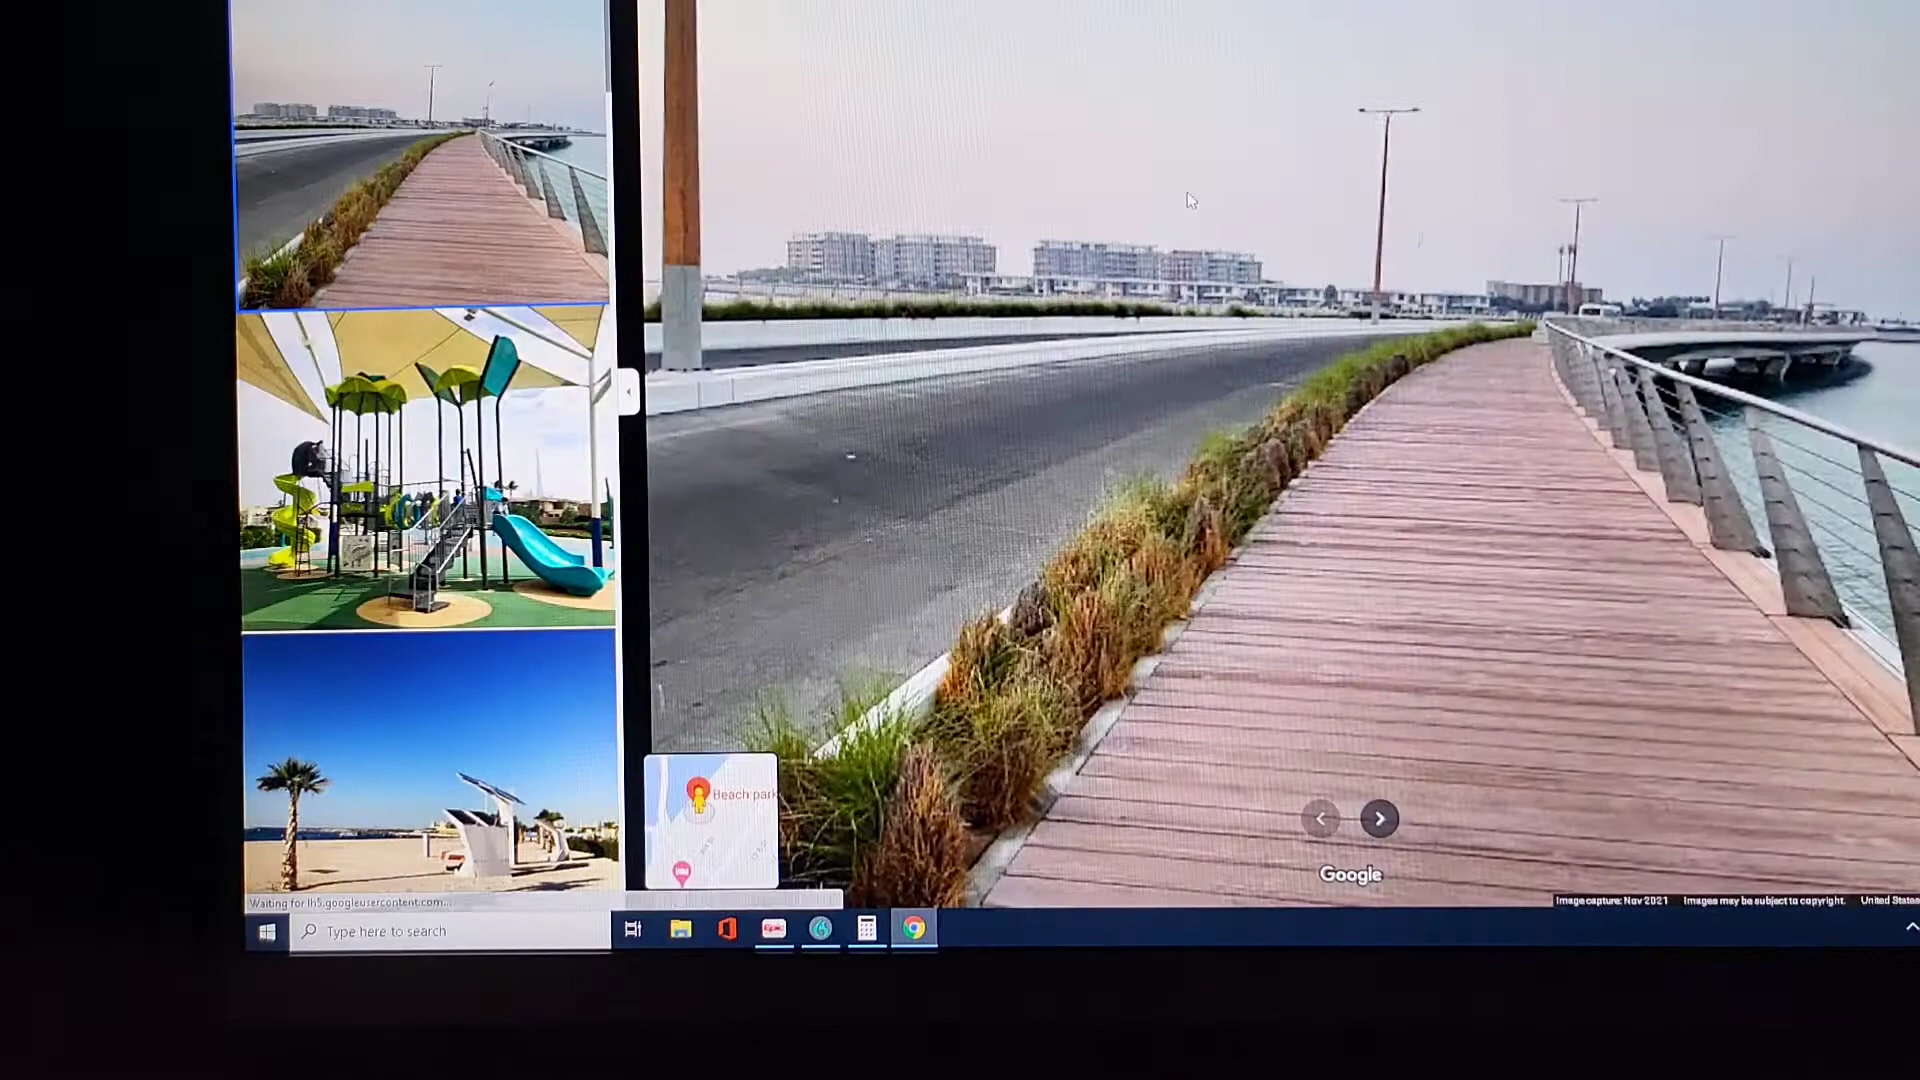 Beach park
Google
Waiting for lh5.googleusercontent.com...
Image capture: Nov 2021 Images may be subject to copyright. United States
Type here to search
Epic